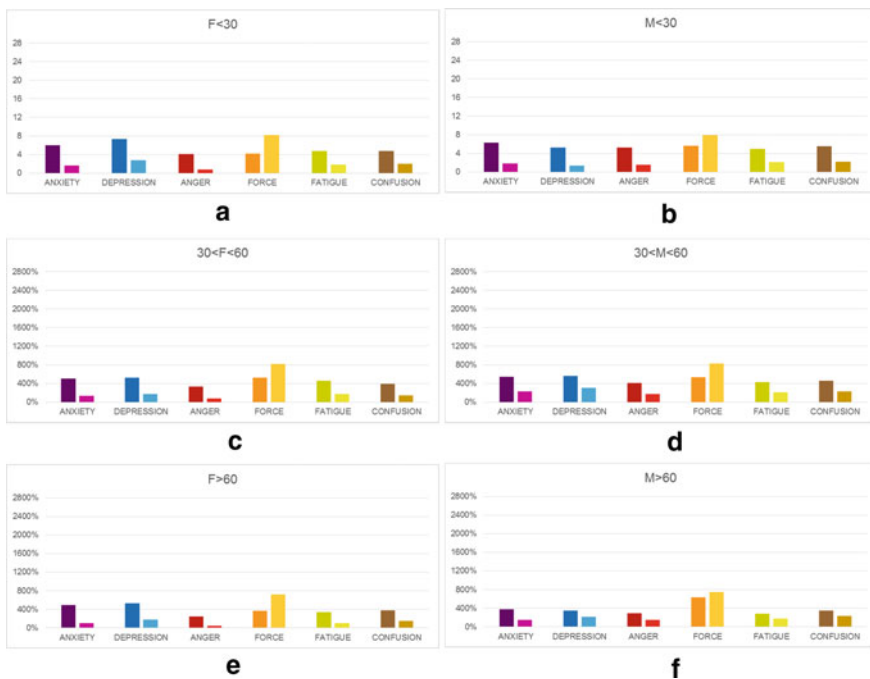 F<30
28
24
20
16
12
8
4
0
ANXIETY DEPRESSION ANGER FORCE FATIGUE CONFUSION
a
M<30
28
24
20
16
12
8
4
0
ANXIETY DEPRESSION ANGER FORCE FATIGUE CONFUSION
b
30<F<60
2800%
2400%
2000%
1600%
1200%
800%
400%
0%
ANXIETY DEPRESSION ANGER FORCE FATIGUE CONFUSION
c
30<M<60
2800%
2400%
2000%
1600%
1200%
800%
400%
0%
ANXIETY DEPRESSION ANGER FORCE FATIGUE CONFUSION
d
F>60
2800%
2400%
2000%
1600%
1200%
800%
400%
0%
ANXIETY DEPRESSION ANGER FORCE FATIGUE CONFUSION
e
M>60
2800%
2400%
2000%
1600%
1200%
800%
400%
0%
ANXIETY DEPRESSION ANGER FORCE FATIGUE CONFUSION
f